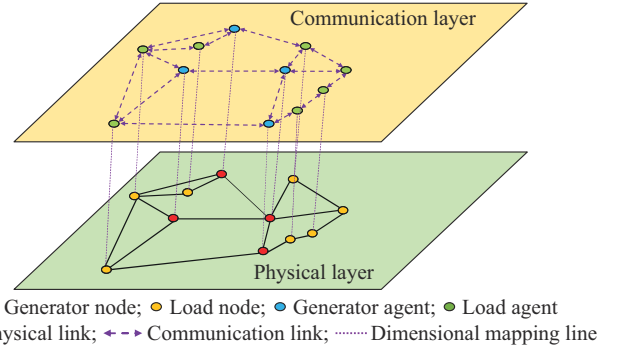 Communication layer
Physical layer
Generator node; Load node; Generator agent; Load agent
link; Communication link; Dimensional mapping line